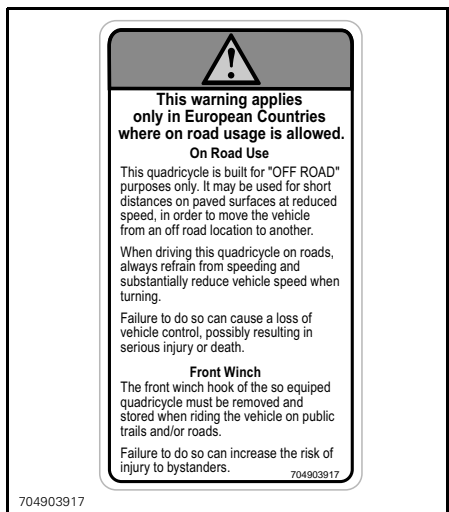 This warning applies
only in European Countries
where on road usage is allowed.
On Road Use
This quadricycle is built for "OFF ROAD"
purposes only. It may be used for short
distances on paved surfaces at reduced
speed, in order to move the vehicle
from an off road location to another.
When driving this quadricycle on roads,
always refrain from speeding and
substantially reduce vehicle speed when
turning.
Failure to do so can cause a loss of
vehicle control, possibly resulting in
serious injury or death.
Front Winch
The front winch hook of the so equiped
quadricycle must be removed and
stored when riding the vehicle on public
trails and/or roads.
Failure to do so can increase the risk of
injury to bystanders.
704903917
704903917